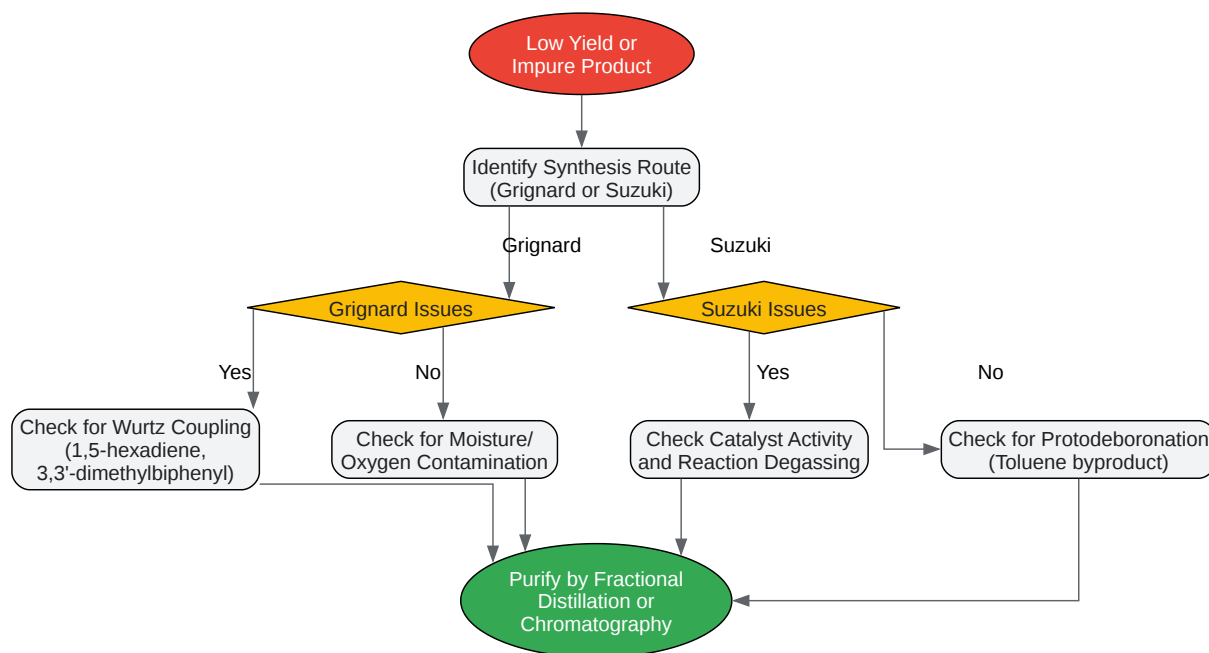 Low Yield or
Impure Product
Identify Synthesis Route
(Grignard or Suzuki)
Grignard
Suzuki
Grignard Issues
Suzuki Issues
Yes
No
Yes
No
Check for Wurtz Coupling
(1,5-hexadiene,
3,3'-dimethylbiphenyl)
Check for Moisture/
Oxygen Contamination
Check Catalyst Activity
and Reaction Degassing
Check for Protodeboronation
(Toluene byproduct)
Purify by Fractional
Distillation or
Chromatography